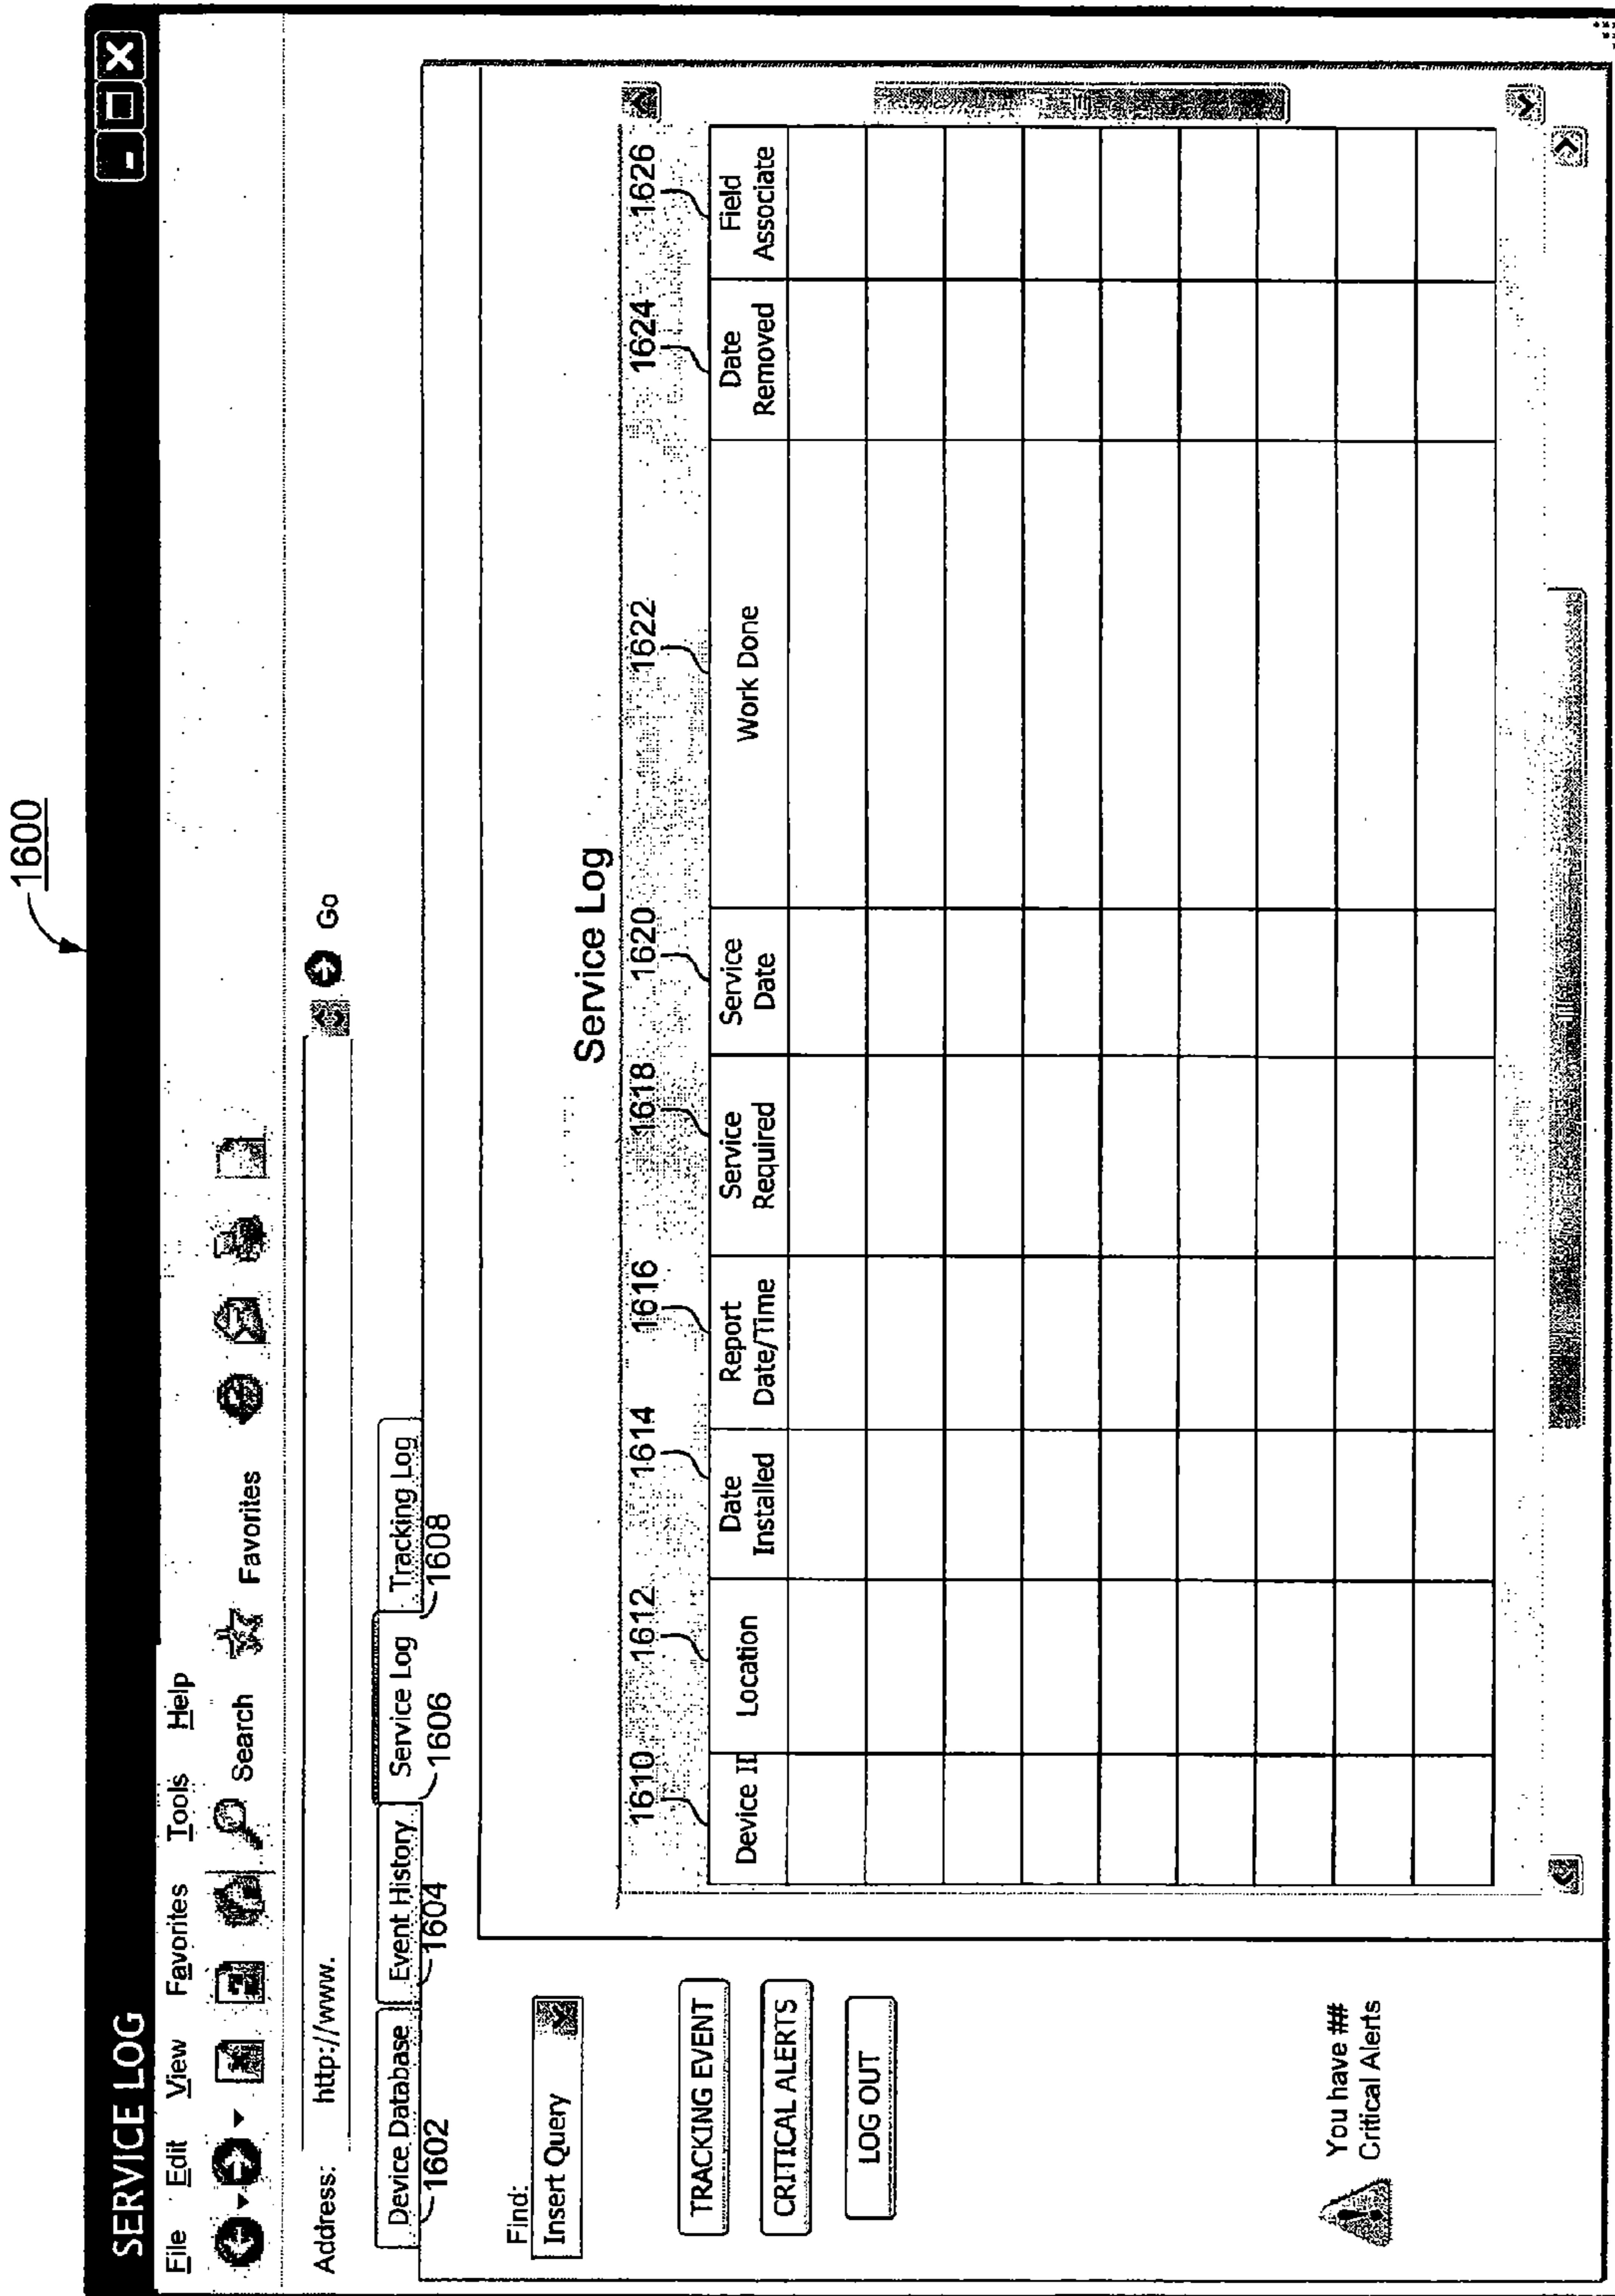 1600
SERVICE LOG
File Edit View Favorites Tools Help
Search Favorites
Address: http://www. Go
Device Database Event History Service Log Tracking Log
1602 1604 1606 1608
Find:
Insert Query
TRACKING EVENT
CRITICAL ALERTS
LOG OUT
You have ##
Critical Alerts
Service Log
1610 1612 1614 1616 1618 1620 1622 1624 1626
Device ID Location Date Installed Report Date/Time Service Required Service Date Work Done Date Removed Field Associate